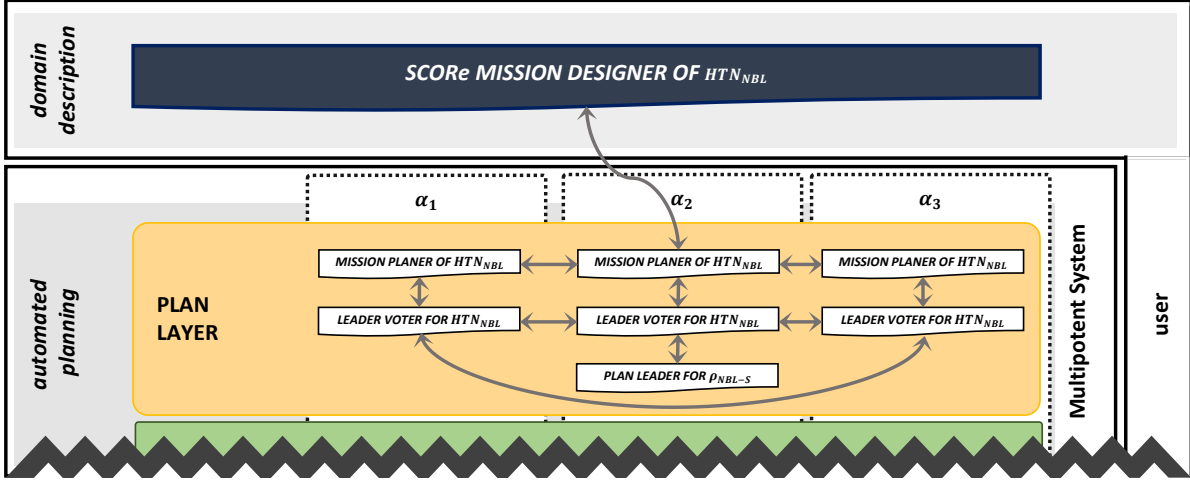 domain
description
SCORe MISSION DESIGNER OF HTN_NBL
α₁
α₂
α₃
automated
planning
PLAN
LAYER
MISSION PLANER OF HTN_NBL
MISSION PLANER OF HTN_NBL
MISSION PLANER OF HTN_NBL
LEADER VOTER FOR HTN_NBL
LEADER VOTER FOR HTN_NBL
LEADER VOTER FOR HTN_NBL
PLAN LEADER FOR ρ_NBL−S
Multipotent System
user